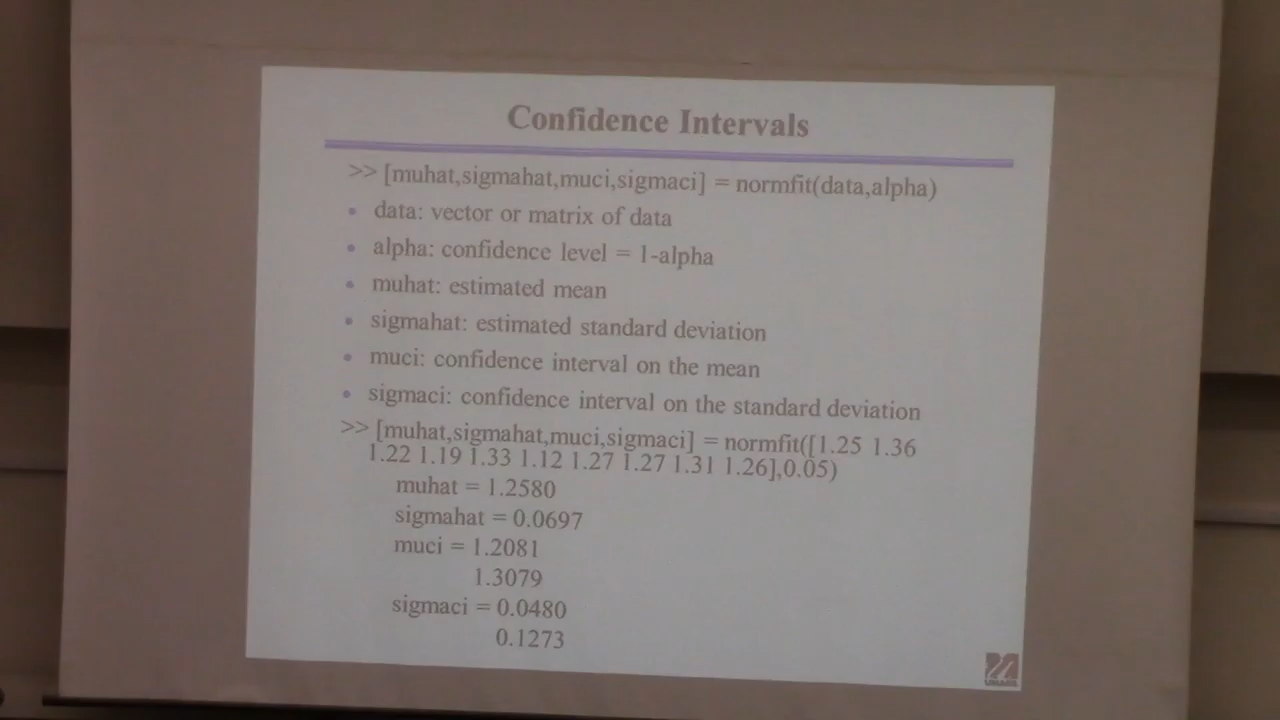 Confidence Intervals
>> [muhat,sigmahat,muci,sigmaci] = normfit(data,alpha)
• data: vector or matrix of data
• alpha: confidence level = 1-alpha
• muhat: estimated mean
• sigmahat: estimated standard deviation
• muci: confidence interval on the mean
• sigmaci: confidence interval on the standard deviation
>> [muhat,sigmahat,muci,sigmaci] = normfit([1.25 1.36
1.22 1.19 1.33 1.12 1.27 1.27 1.31 1.26],0.05)
muhat = 1.2580
sigmahat = 0.0697
muci = 1.2081
1.3079
sigmaci = 0.0480
0.1273